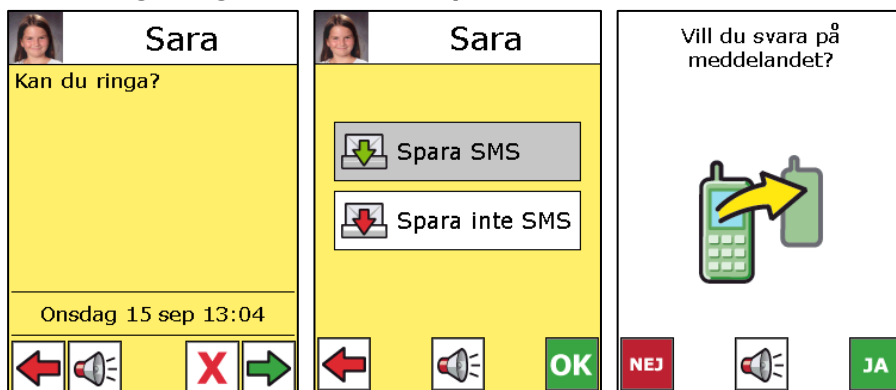 Sara
Kan du ringa?
Onsdag 15 sep 13:04
X
Sara
Spara SMS
Spara inte SMS
OK
Vill du svara på
meddelandet?
NEJ
JA